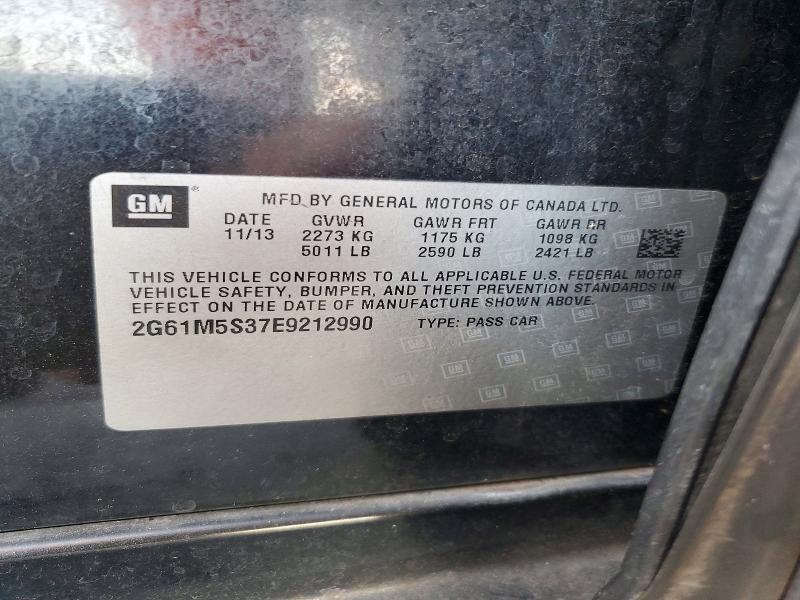 GM
MFD BY GENERAL MOTORS OF CANADA LTD.
DATE GVWR GAWR FRT GAWR RR
11/13 2273 KG 1175 KG 1098 KG
5011 LB 2590 LB 2421 LB
THIS VEHICLE CONFORMS TO ALL APPLICABLE U.S. FEDERAL MOTOR
VEHICLE SAFETY, BUMPER, AND THEFT PREVENTION STANDARDS IN
EFFECT ON THE DATE OF MANUFACTURE SHOWN ABOVE.
2G61M5S37E9212990 TYPE: PASS CAR